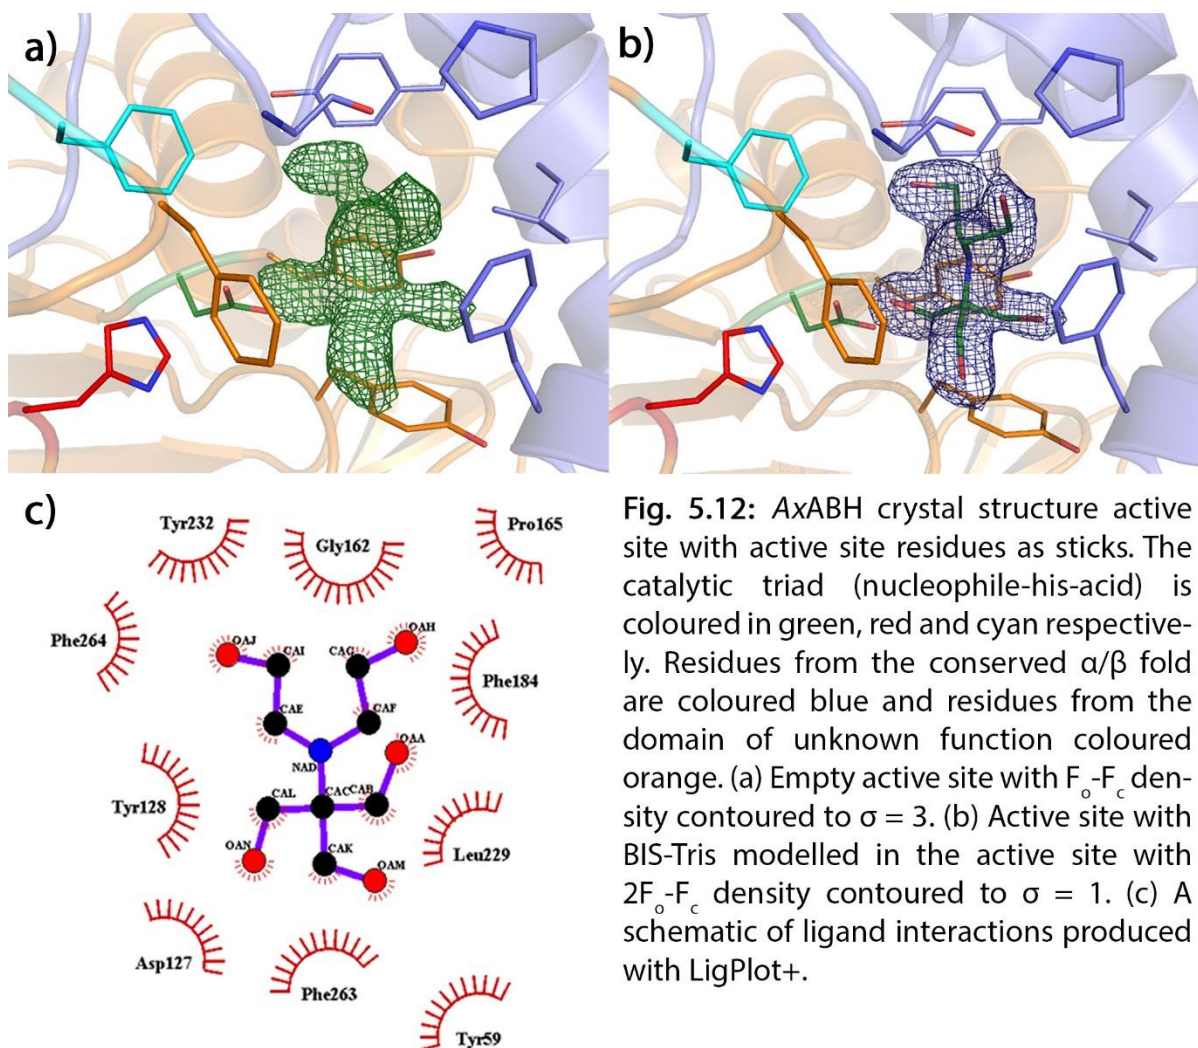 a)
b)
c)
Tyr232
Gly162
Pro165
Phe264
OAJ
CAI
CAG
OAH
Phe184
CAE
CAF
OAA
NAD
Tyr128
CAL
CAC
CAB
Leu229
OAN
CAK
OAM
Asp127
Phe263
Tyr59
Fig. 5.12: AxABH crystal structure active
site with active site residues as sticks. The
catalytic triad (nucleophile-his-acid) is
coloured in green, red and cyan respective-
ly. Residues from the conserved α/β fold
are coloured blue and residues from the
domain of unknown function coloured
orange. (a) Empty active site with Fo-Fc den-
sity contoured to σ = 3. (b) Active site with
BIS-Tris modelled in the active site with
2Fo-Fc density contoured to σ = 1. (c) A
schematic of ligand interactions produced
with LigPlot+.